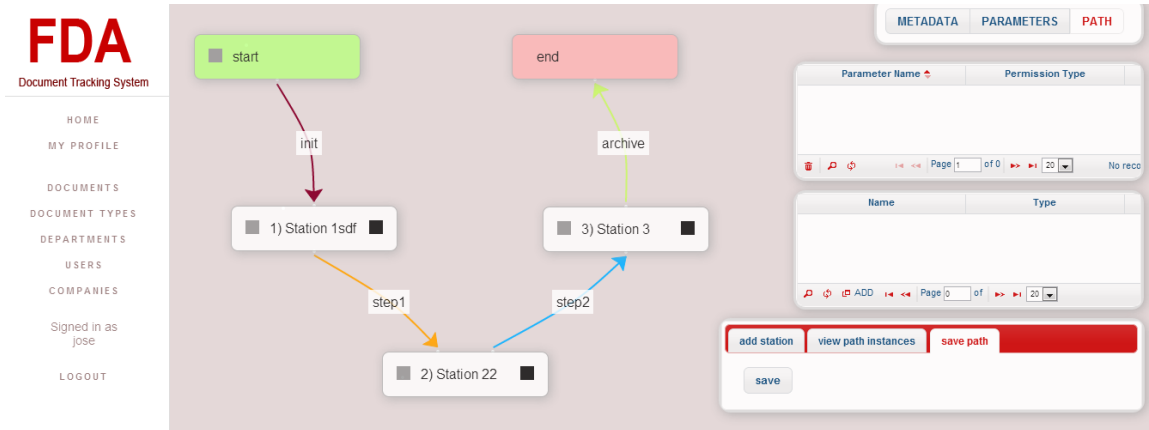 FDA
Document Tracking System
HOME
MY PROFILE
DOCUMENTS
DOCUMENT TYPES
DEPARTMENTS
USERS
COMPANIES
Signed in as
jose
LOGOUT
start
end
init
archive
1) Station 1sdf
3) Station 3
step1
step2
2) Station 22
METADATA PARAMETERS PATH
Parameter Name Permission Type
Page 1 of 0 20 No reco
Name Type
ADD Page 0 of 20
add station view path instances save path
save